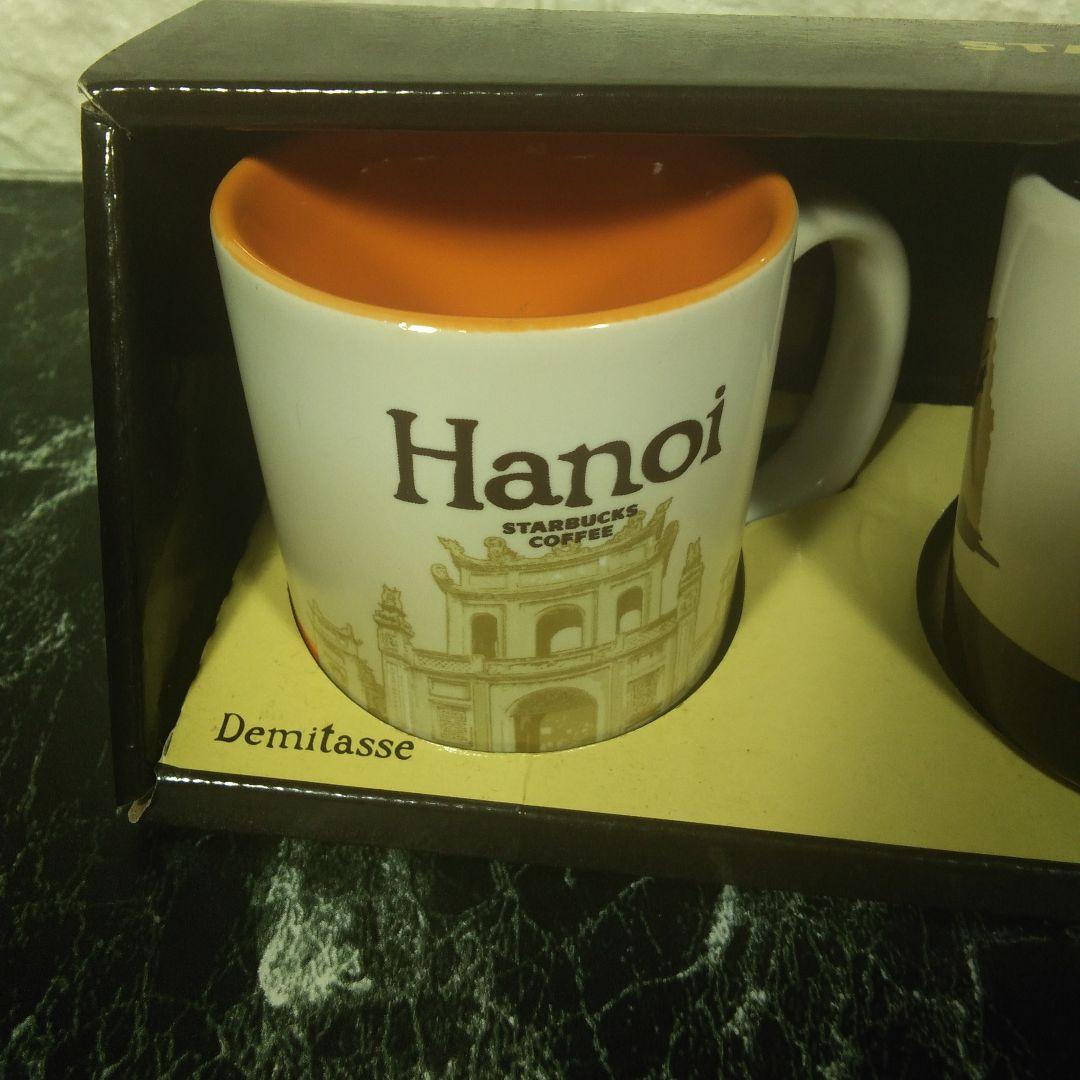 Hanoi
STARBUCKS
COFFEE
Demitasse